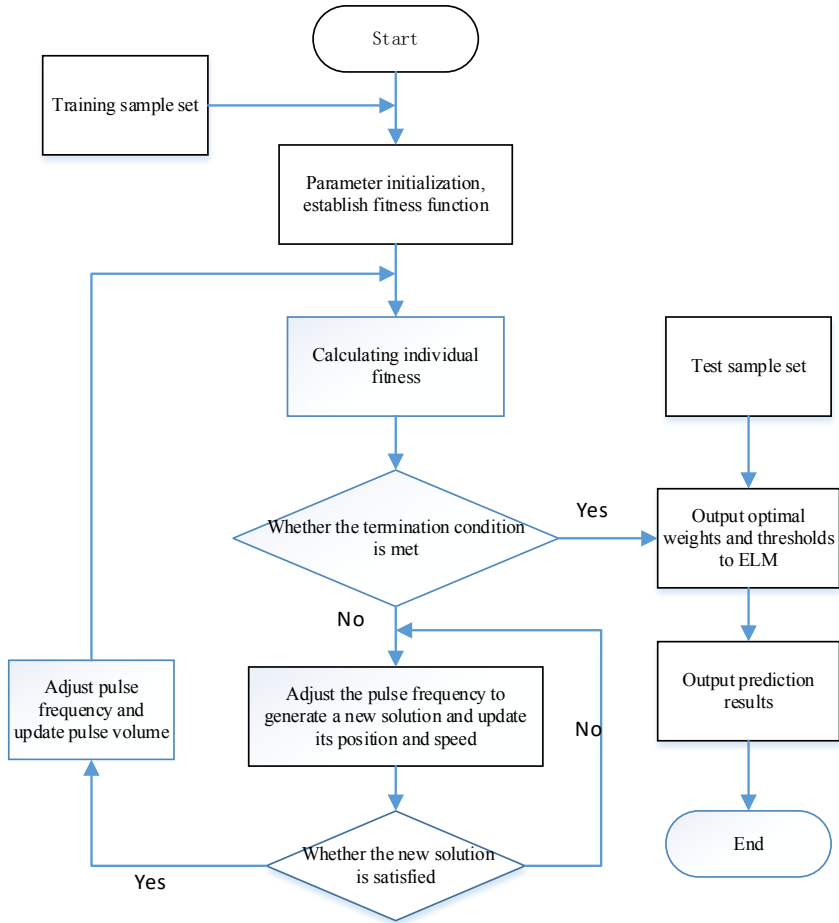 Start
Training sample set
Parameter initialization,
establish fitness function
Calculating individual
fitness
Test sample set
Whether the termination condition
is met
Yes
Output optimal
weights and thresholds
to ELM
No
Adjust pulse
frequency and
update pulse volume
Adjust the pulse frequency to
generate a new solution and update
its position and speed
No
Output prediction
results
Whether the new solution
is satisfied
Yes
End